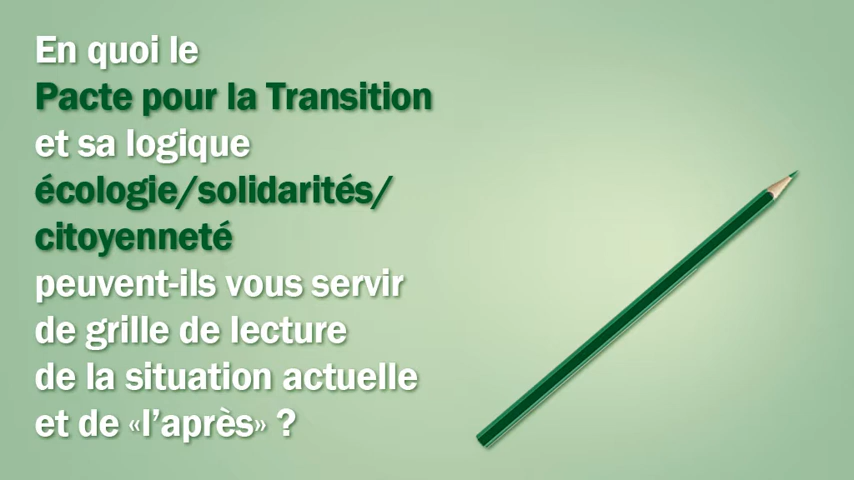 En quoi le
Pacte pour la Transition
et sa logique
écologie/solidarités/
citoyenneté
peuvent-ils vous servir
de grille de lecture
de la situation actuelle
et de «l’après» ?